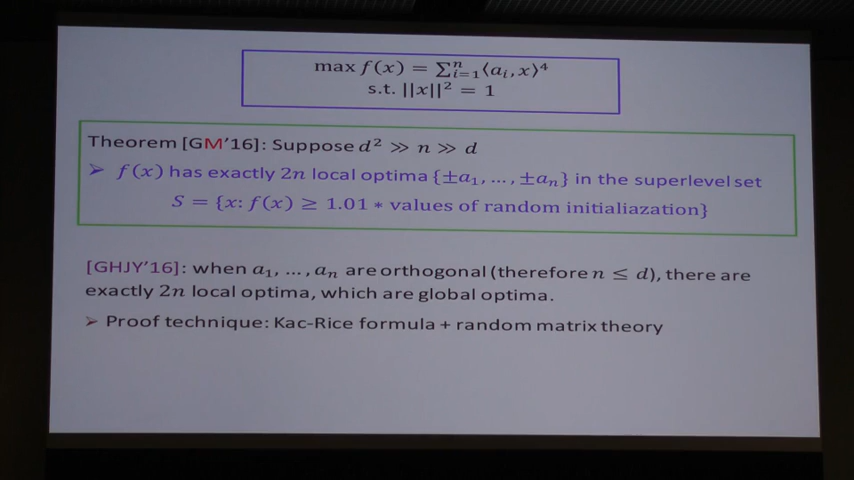 max f(x) = ∑ⁿᵢ₌₁⟨aᵢ, x⟩⁴
s.t. ||x||² = 1
Theorem [GM'16]: Suppose d² ≫ n ≫ d
➢ f(x) has exactly 2n local optima {±a₁, … , ±aₙ} in the superlevel set
S = {x: f(x) ≥ 1.01 ∗ values of random initialiazation}
[GHJY'16]: when a₁, … , aₙ are orthogonal (therefore n ≤ d), there are
exactly 2n local optima, which are global optima.
➢ Proof technique: Kac-Rice formula + random matrix theory